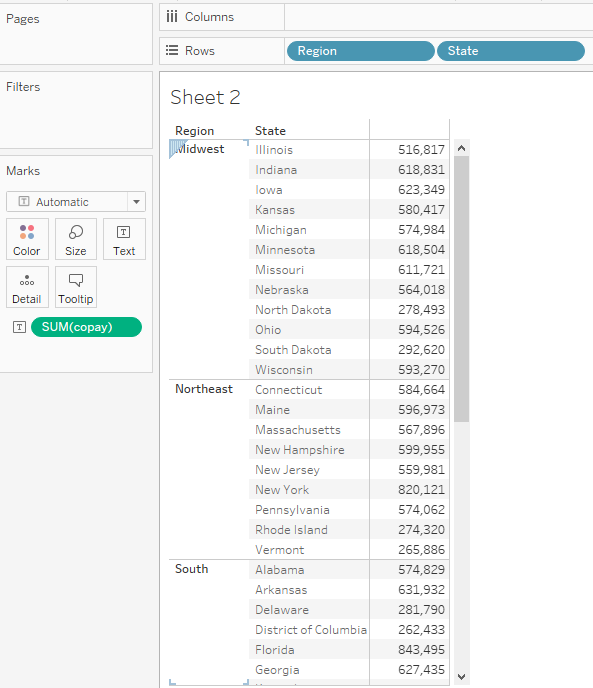 Pages
Columns
Rows Region State
Filters
Sheet 2
Region State
Midwest Illinois 516,817
Indiana 618,831
Iowa 623,349
Kansas 580,417
Michigan 574,984
Minnesota 618,504
Missouri 611,721
Nebraska 564,018
North Dakota 278,493
Ohio 594,526
South Dakota 292,620
Wisconsin 593,270
Northeast Connecticut 584,664
Maine 596,973
Massachusetts 567,896
New Hampshire 599,955
New Jersey 559,981
New York 820,121
Pennsylvania 574,062
Rhode Island 274,320
Vermont 265,886
South Alabama 574,829
Arkansas 631,932
Delaware 281,790
District of Columbia 262,433
Florida 843,495
Georgia 627,435
Marks
T Automatic
Color Size T Text
Detail Tooltip
T SUM(copay)